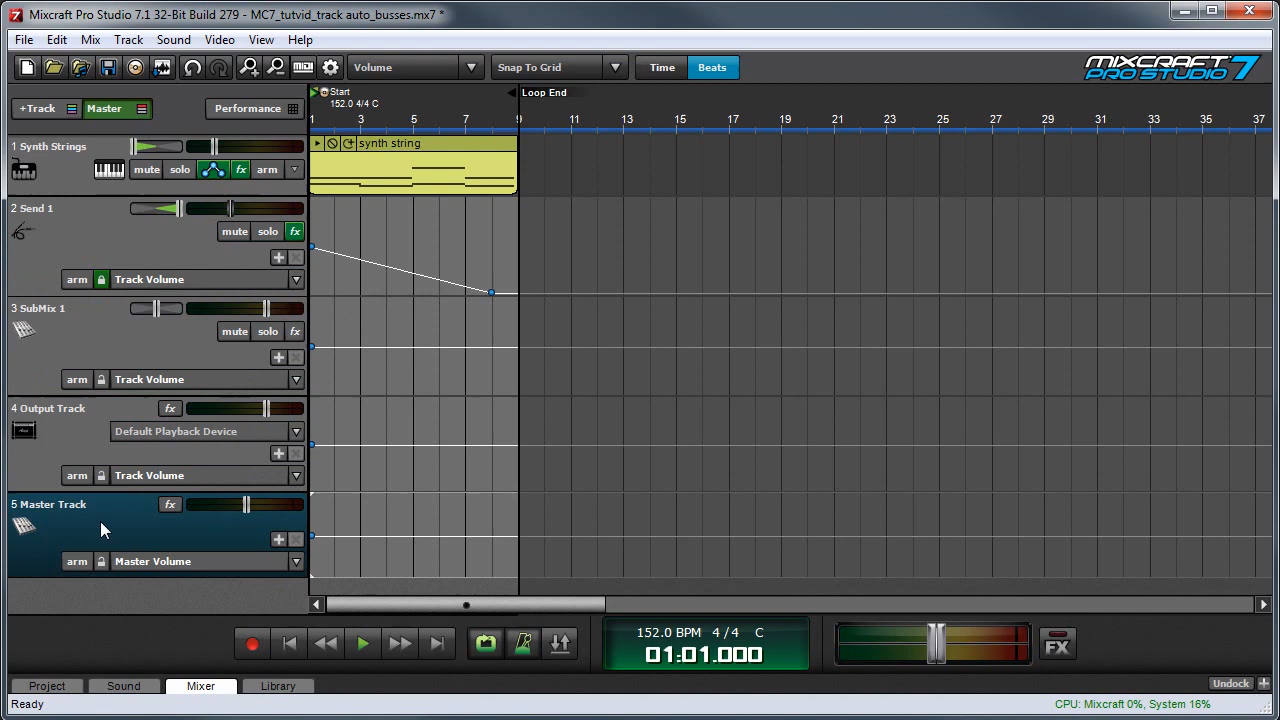 Mixcraft Pro Studio 7.1 32-Bit Build 279 - MC7_tutvid_track auto_busses.mx7 *
File Edit Mix Track Sound Video View Help
Volume Snap To Grid Time Beats MIXCRAFT PRO STUDIO 7
+Track Master Performance
Start Loop End
152.0 4/4 C
1 3 5 7 9 11 13 15 17 19 21 23 25 27 29 31 33 35 37
1 Synth Strings synth string
mute solo fx arm
2 Send 1
mute solo fx
arm Track Volume
3 SubMix 1
mute solo fx
arm Track Volume
4 Output Track fx
Default Playback Device
arm Track Volume
5 Master Track fx
arm Master Volume
152.0 BPM 4 / 4 C
01:01.000 FX
Project Sound Mixer Library Undock
Ready CPU: Mixcraft 0%, System 16%